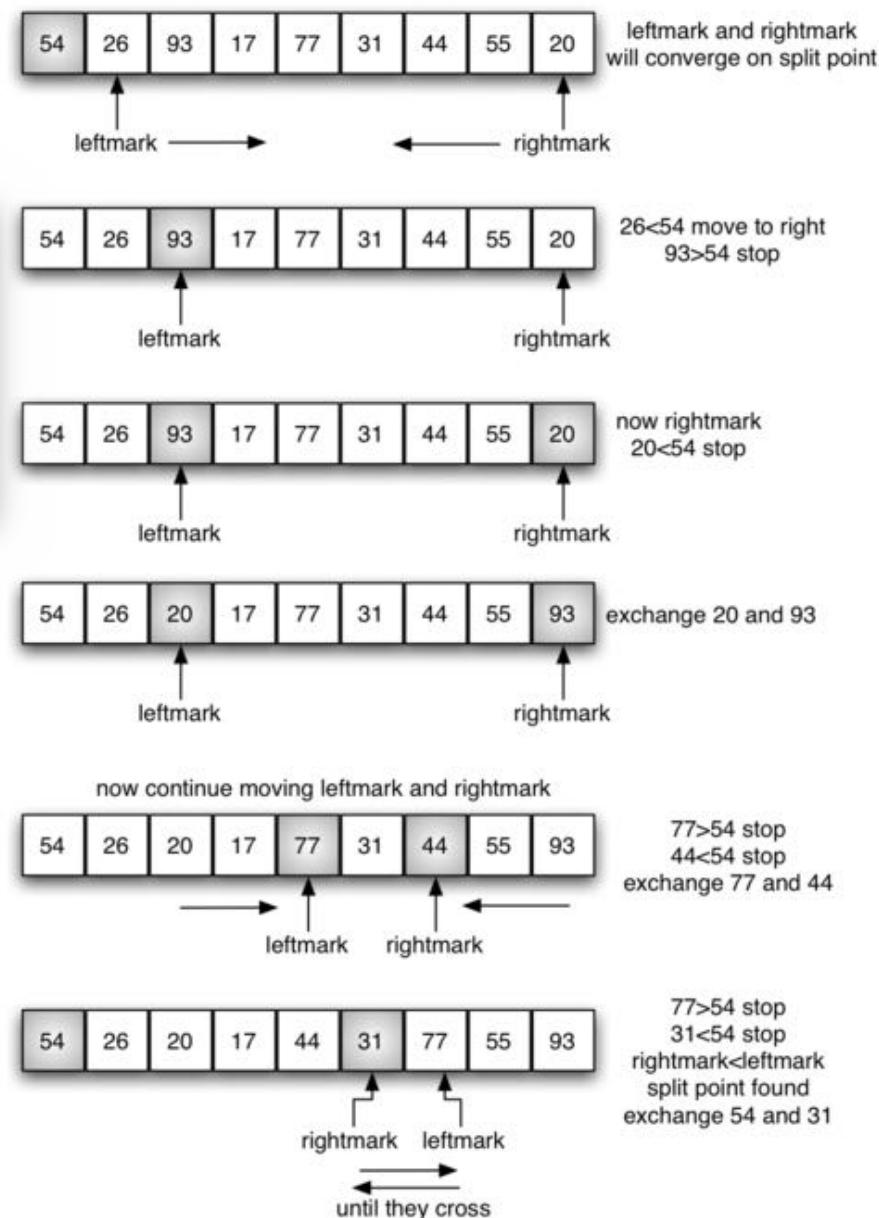 54 26 93 17 77 31 44 55 20
leftmark and rightmark
will converge on split point
leftmark rightmark
54 26 93 17 77 31 44 55 20
26<54 move to right
93>54 stop
leftmark rightmark
54 26 93 17 77 31 44 55 20
now rightmark
20<54 stop
leftmark rightmark
54 26 20 17 77 31 44 55 93
exchange 20 and 93
leftmark rightmark
now continue moving leftmark and rightmark
54 26 20 17 77 31 44 55 93
77>54 stop
44<54 stop
exchange 77 and 44
leftmark rightmark
54 26 20 17 44 31 77 55 93
77>54 stop
31<54 stop
rightmark<leftmark
split point found
exchange 54 and 31
rightmark leftmark
until they cross